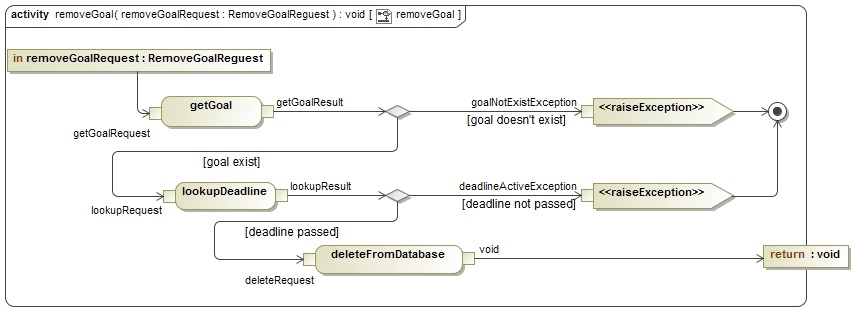 activity removeGoal( removeGoalRequest : RemoveGoalReguest ) : void [ removeGoal ]
in removeGoalRequest : RemoveGoalReguest
getGoal
getGoalResult
goalNotExistException
<<raiseException>>
[goal doesn't exist]
getGoalRequest
[goal exist]
lookupDeadline
lookupResult
deadlineActiveException
<<raiseException>>
[deadline not passed]
lookupRequest
[deadline passed]
deleteFromDatabase
void
return : void
deleteRequest